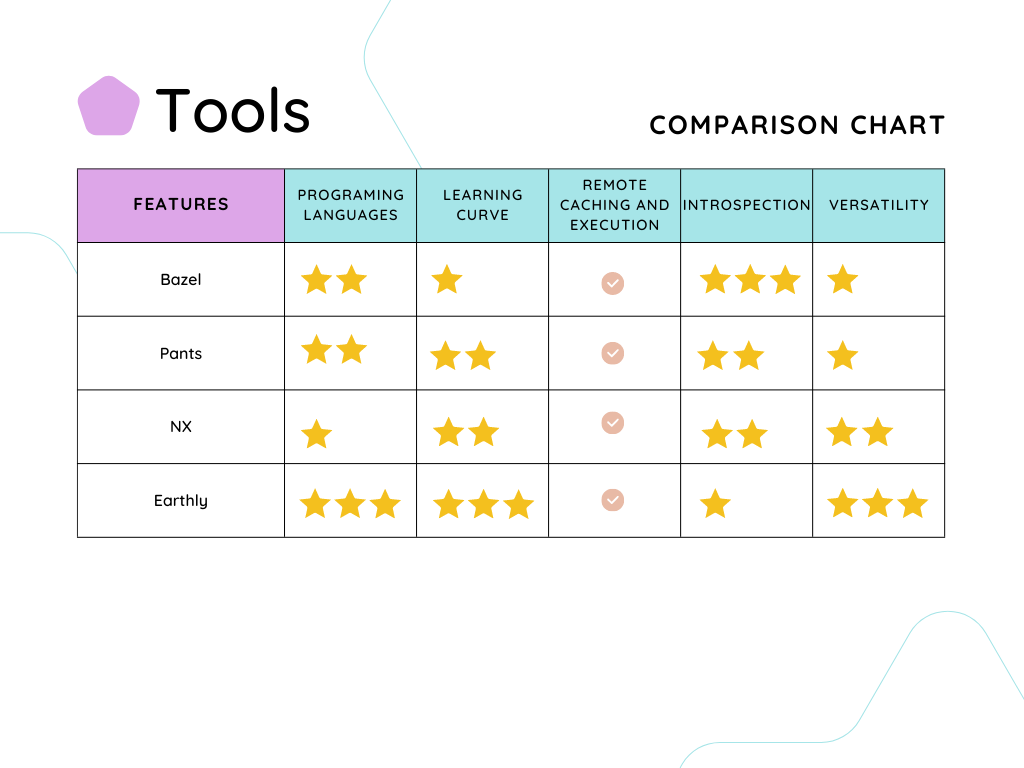 Tools
COMPARISON CHART
FEATURES
PROGRAMING
LANGUAGES
LEARNING
CURVE
REMOTE
CACHING AND
EXECUTION
INTROSPECTION
VERSATILITY
Bazel
Pants
NX
Earthly